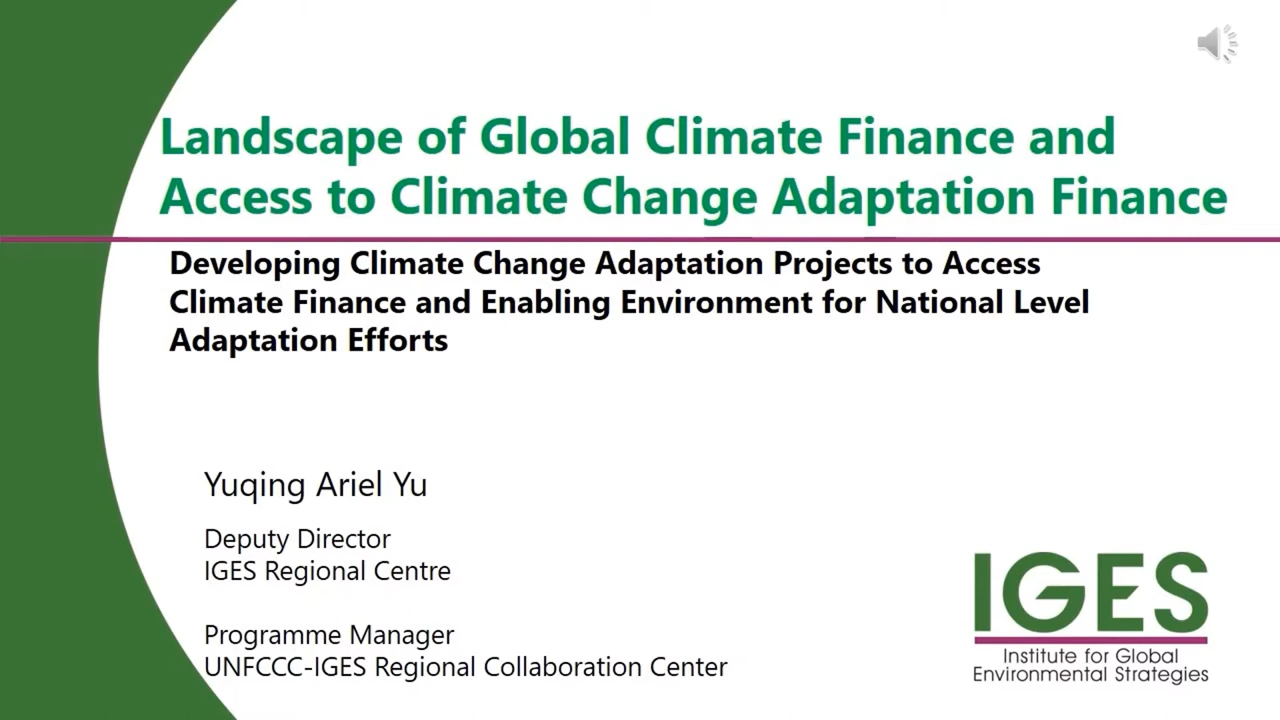 Landscape of Global Climate Finance and
Access to Climate Change Adaptation Finance
Developing Climate Change Adaptation Projects to Access
Climate Finance and Enabling Environment for National Level
Adaptation Efforts
Yuqing Ariel Yu
Deputy Director
IGES Regional Centre
Programme Manager
UNFCCC-IGES Regional Collaboration Center
IGES
Institute for Global
Environmental Strategies